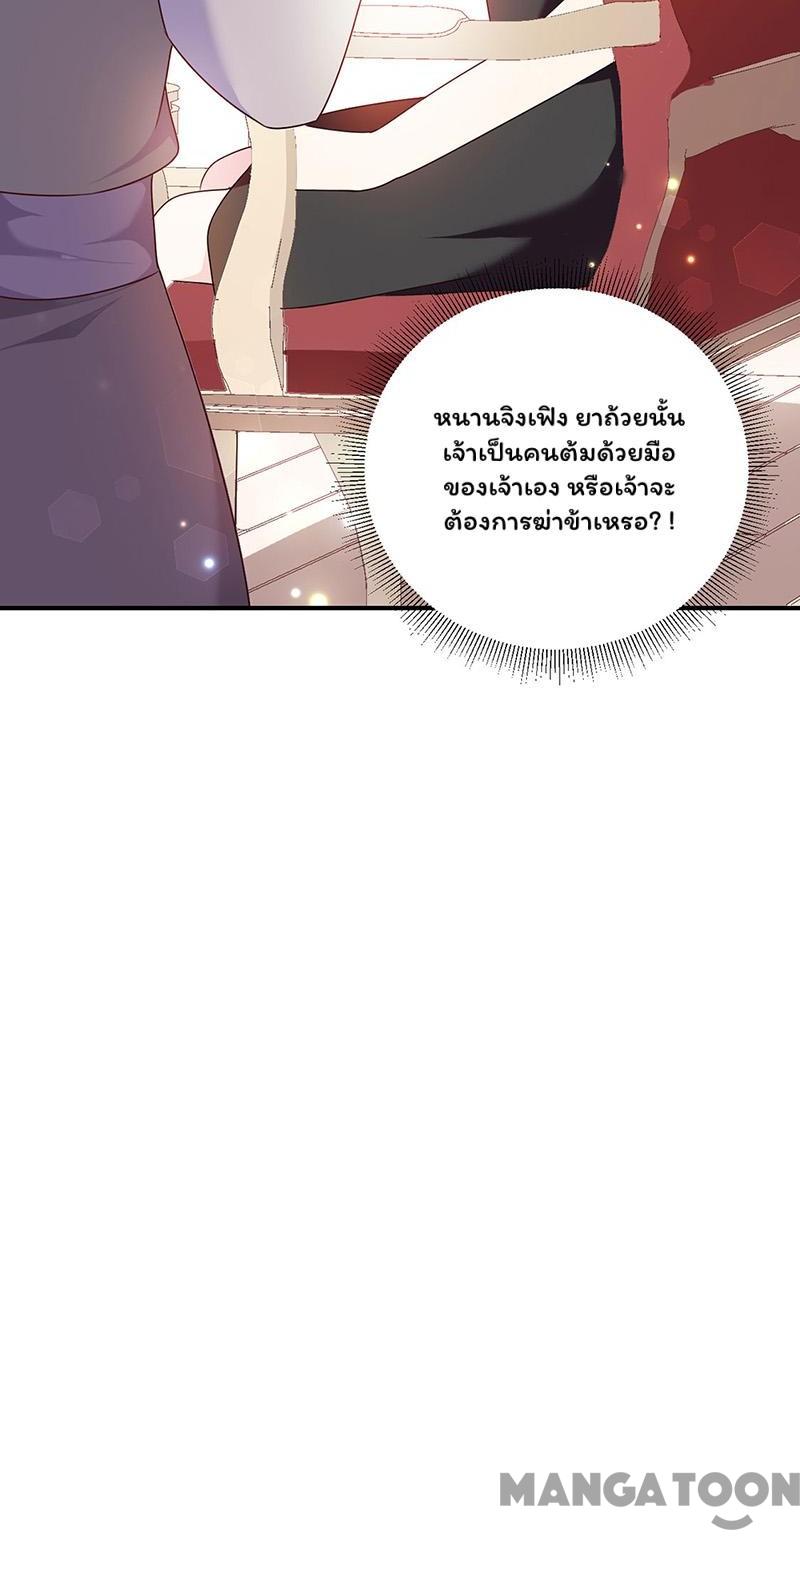 หนานจิงเฟิง ยาถ้วยนั้น
เจ้าเป็นคนต้มด้วยมือ
ของเจ้าเอง หรือเจ้าจะ
ต้องการฆ่าข้าเหรอ?!
MANGATOON